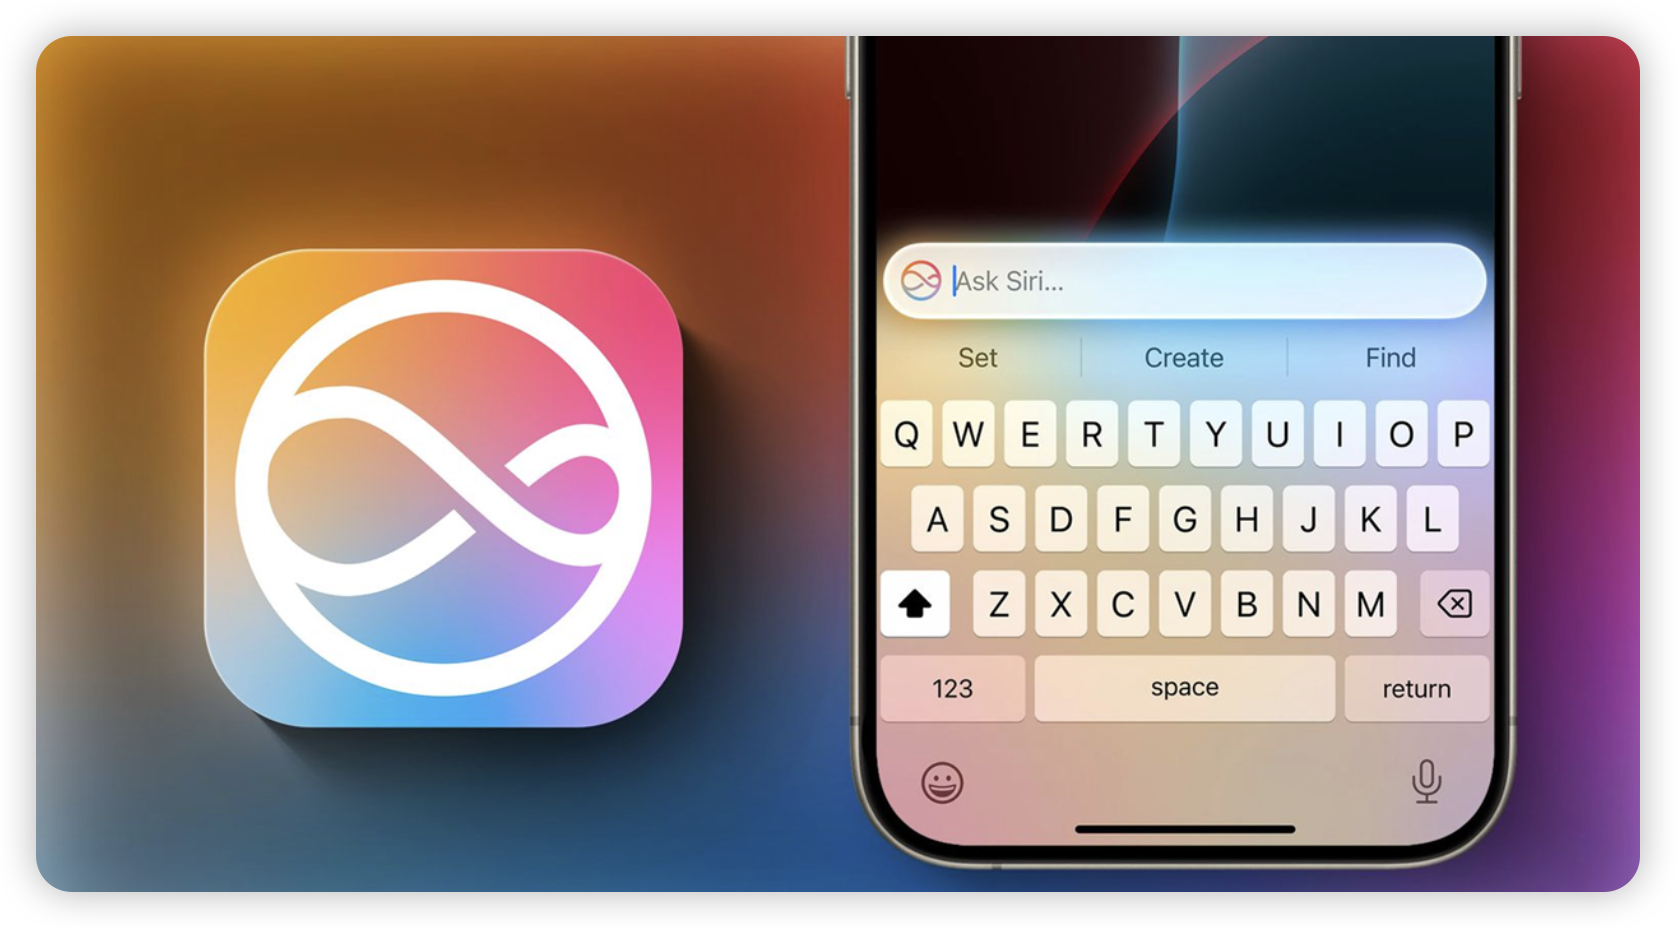 Ask Siri...
Set Create Find
Q W E R T Y U I O P
A S D F G H J K L
Z X C V B N M
123 space return